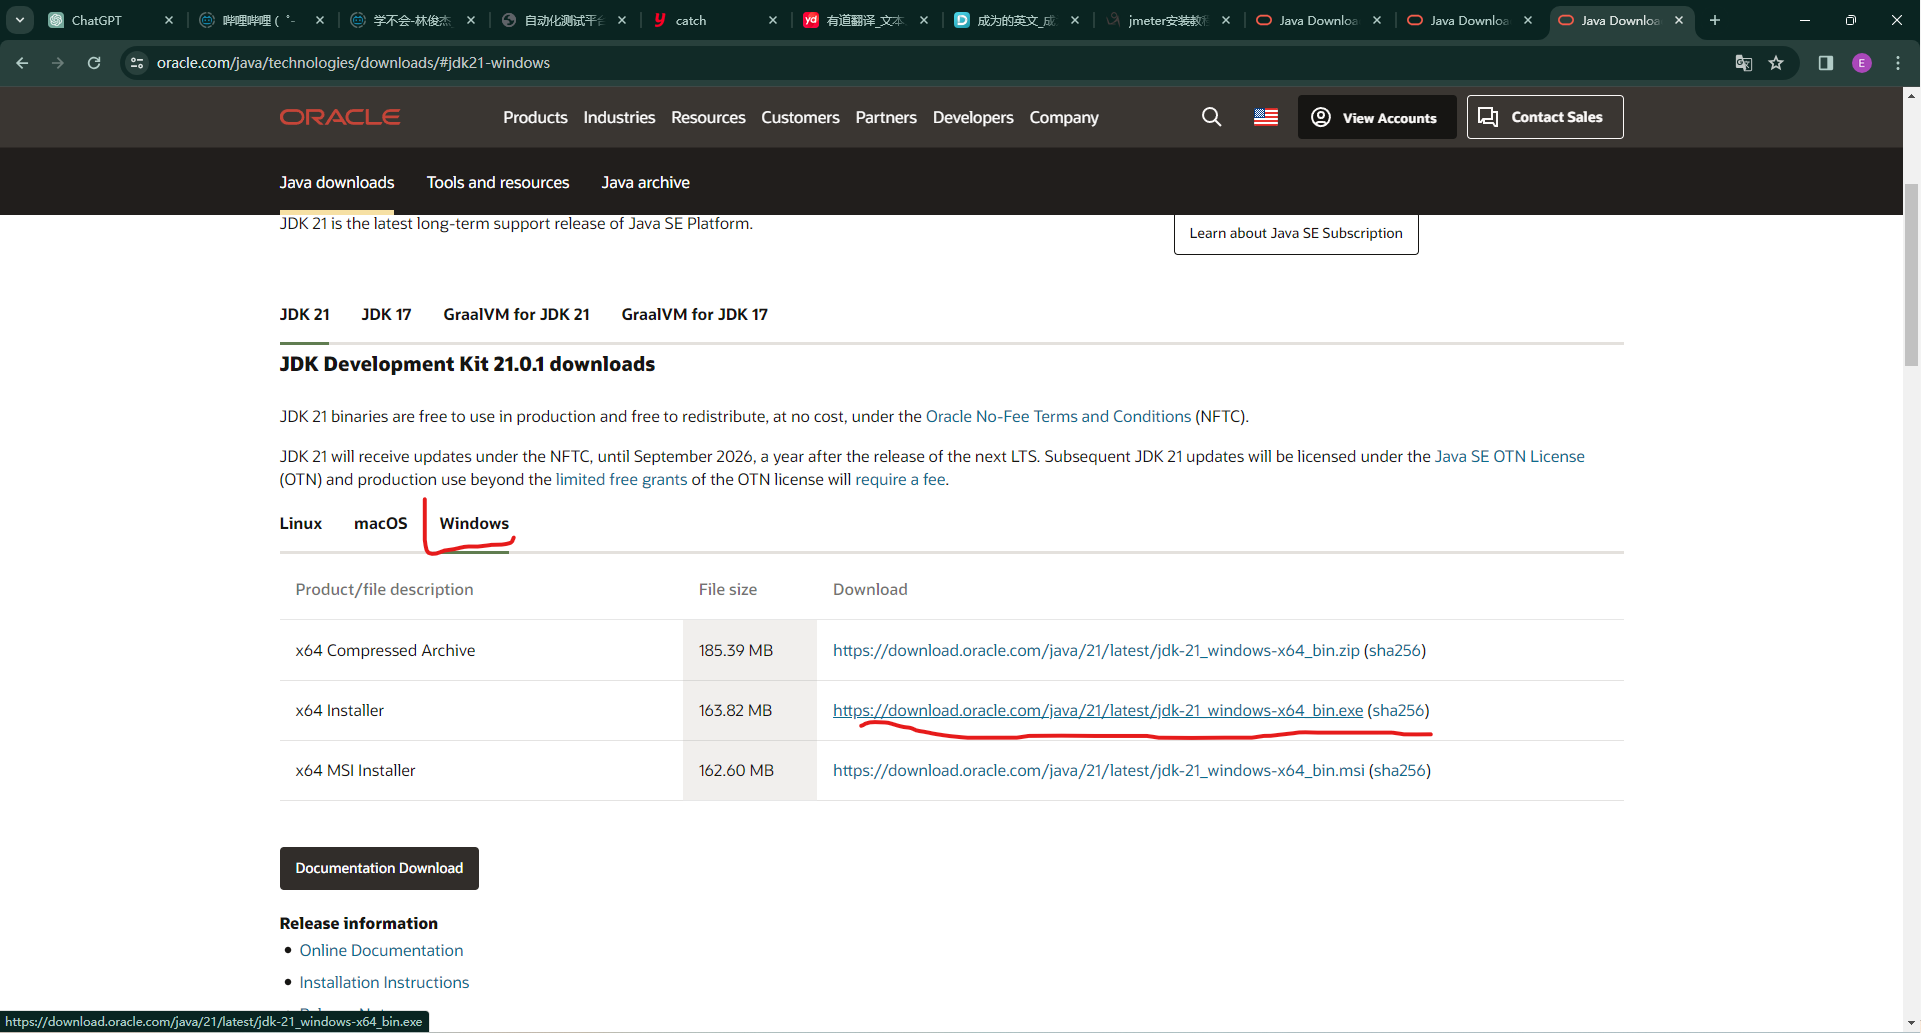 ChatGPT
哔哩哔哩 ( ゜-
学不会-林俊杰
自动化测试平台
catch
有道翻译_文本
成为的英文_成
jmeter安装教程
Java Downloa
Java Downloa
Java Downloa
oracle.com/java/technologies/downloads/#jdk21-windows
E
ORACLE
Products Industries Resources Customers Partners Developers Company
View Accounts
Contact Sales
Java downloads Tools and resources Java archive
JDK 21 is the latest long-term support release of Java SE Platform.
Learn about Java SE Subscription
JDK 21 JDK 17 GraalVM for JDK 21 GraalVM for JDK 17
JDK Development Kit 21.0.1 downloads
JDK 21 binaries are free to use in production and free to redistribute, at no cost, under the Oracle No-Fee Terms and Conditions (NFTC).
JDK 21 will receive updates under the NFTC, until September 2026, a year after the release of the next LTS. Subsequent JDK 21 updates will be licensed under the Java SE OTN License
(OTN) and production use beyond the limited free grants of the OTN license will require a fee.
Linux macOS Windows
Product/file description File size Download
x64 Compressed Archive 185.39 MB https://download.oracle.com/java/21/latest/jdk-21_windows-x64_bin.zip (sha256)
x64 Installer 163.82 MB https://download.oracle.com/java/21/latest/jdk-21_windows-x64_bin.exe (sha256)
x64 MSI Installer 162.60 MB https://download.oracle.com/java/21/latest/jdk-21_windows-x64_bin.msi (sha256)
Documentation Download
Release information
Online Documentation
Installation Instructions
https://download.oracle.com/java/21/latest/jdk-21_windows-x64_bin.exe